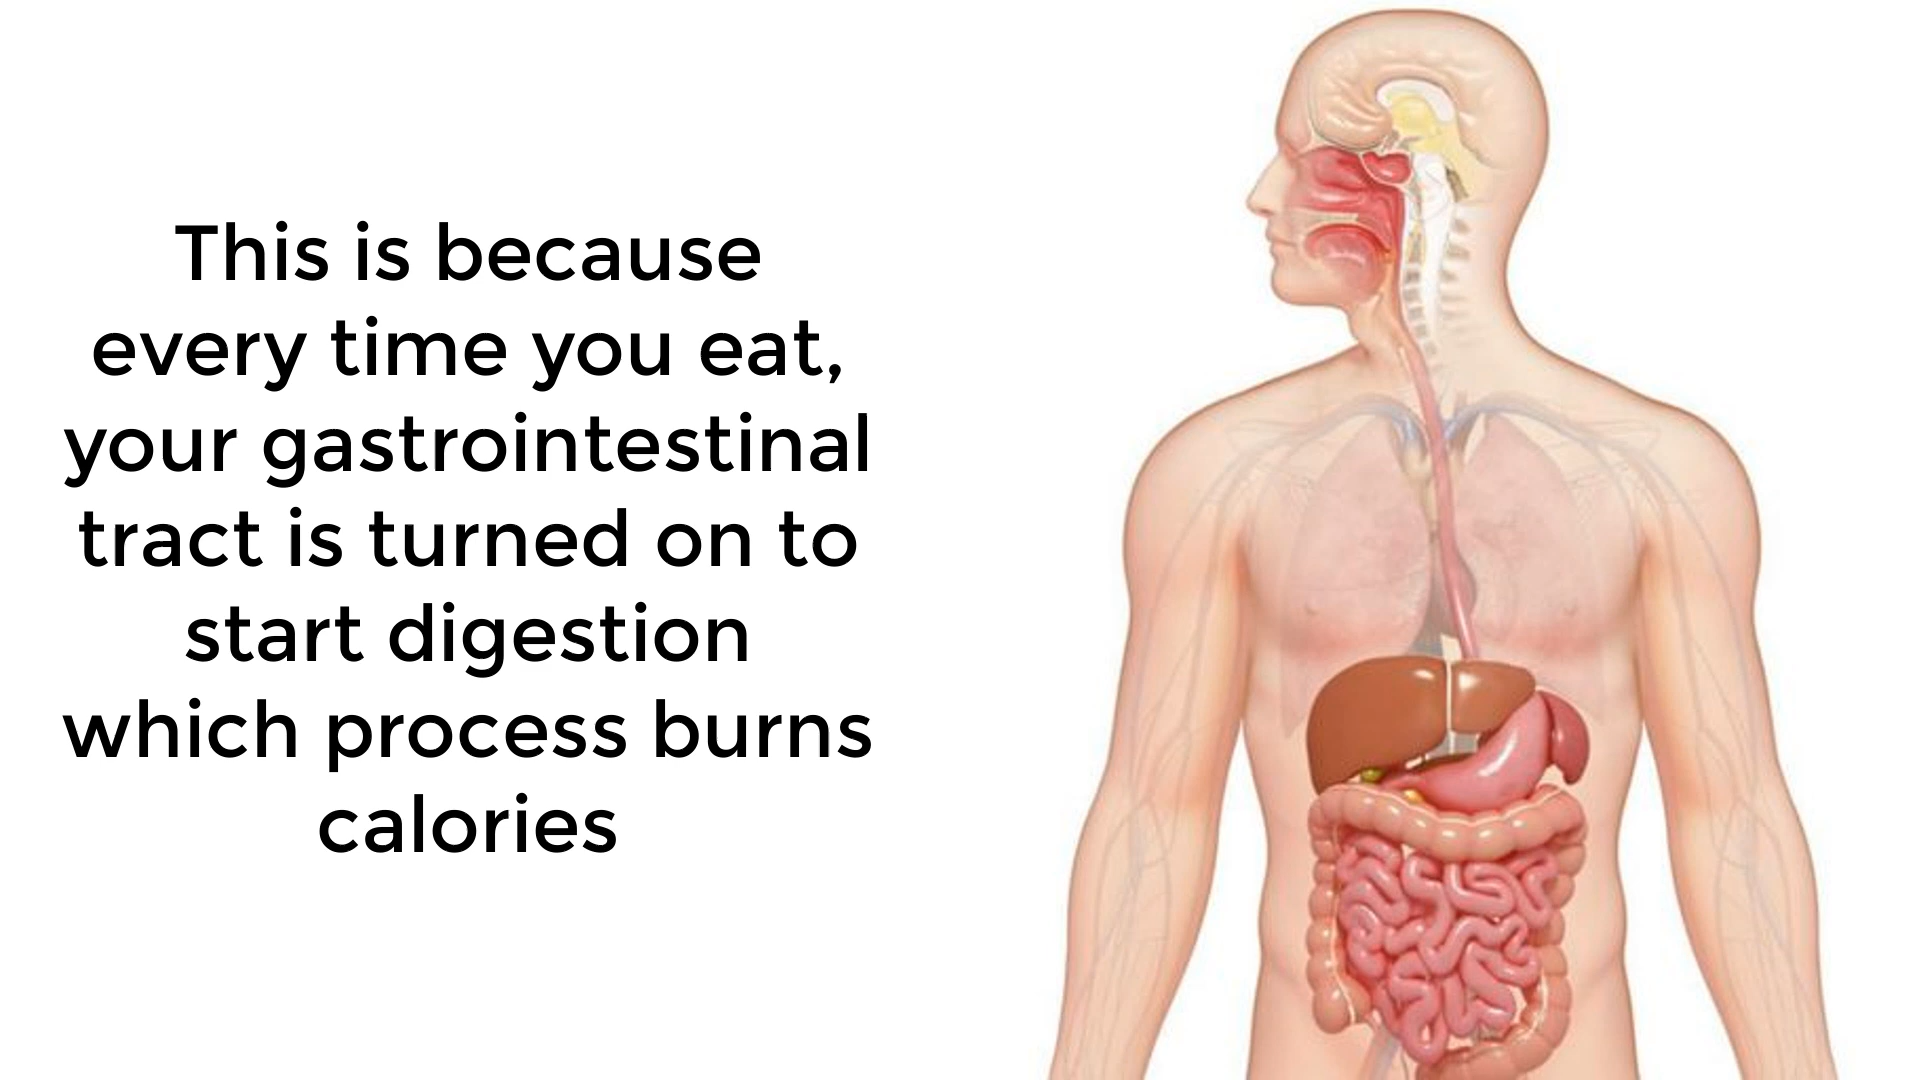 This is because
every time you eat,
your gastrointestinal
tract is turned on to
start digestion
which process burns
calories